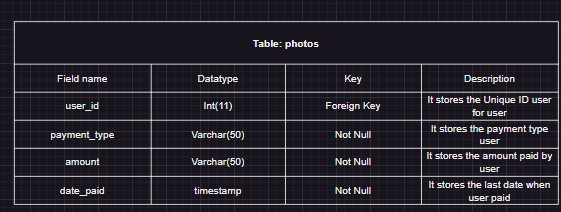 Table: photos
Field name Datatype Key Description
user_id Int(11) Foreign Key It stores the Unique ID user
for user
payment_type Varchar(50) Not Null It stores the payment type
user
amount Varchar(50) Not Null It stores the amount paid by
user
date_paid timestamp Not Null It stores the last date when
user paid